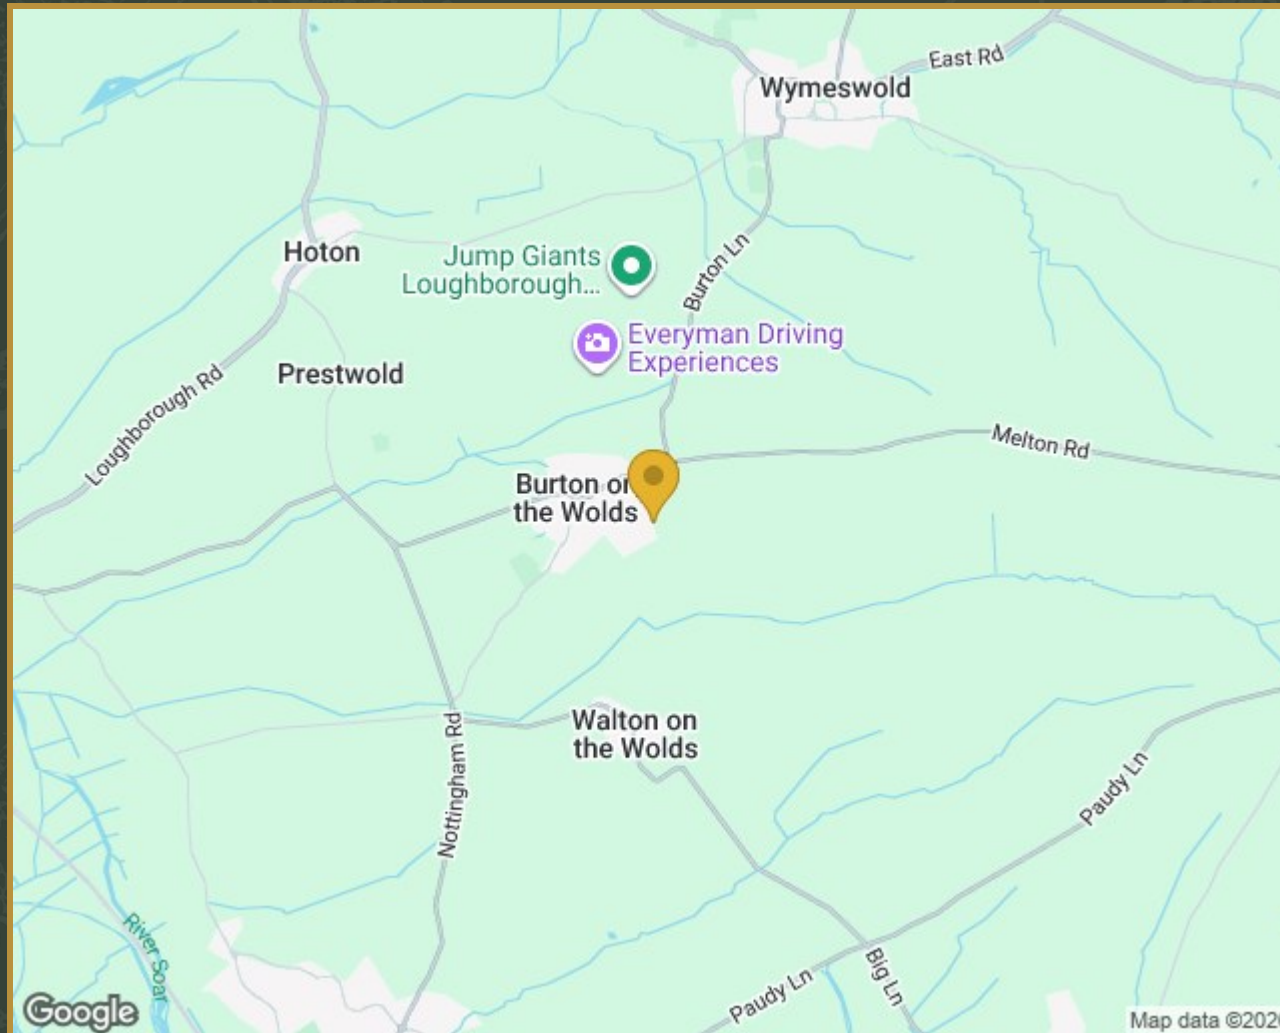 East Rd
Wymeswold
Hoton
Jump Giants
Loughborough...
Burton Ln
Everyman Driving
Experiences
Prestwold
Loughborough Rd
Melton Rd
Burton on
the Wolds
Walton on
the Wolds
Nottingham Rd
Paudy Ln
River Soar
Big Ln
Paudy Ln
Google
Map data ©2026